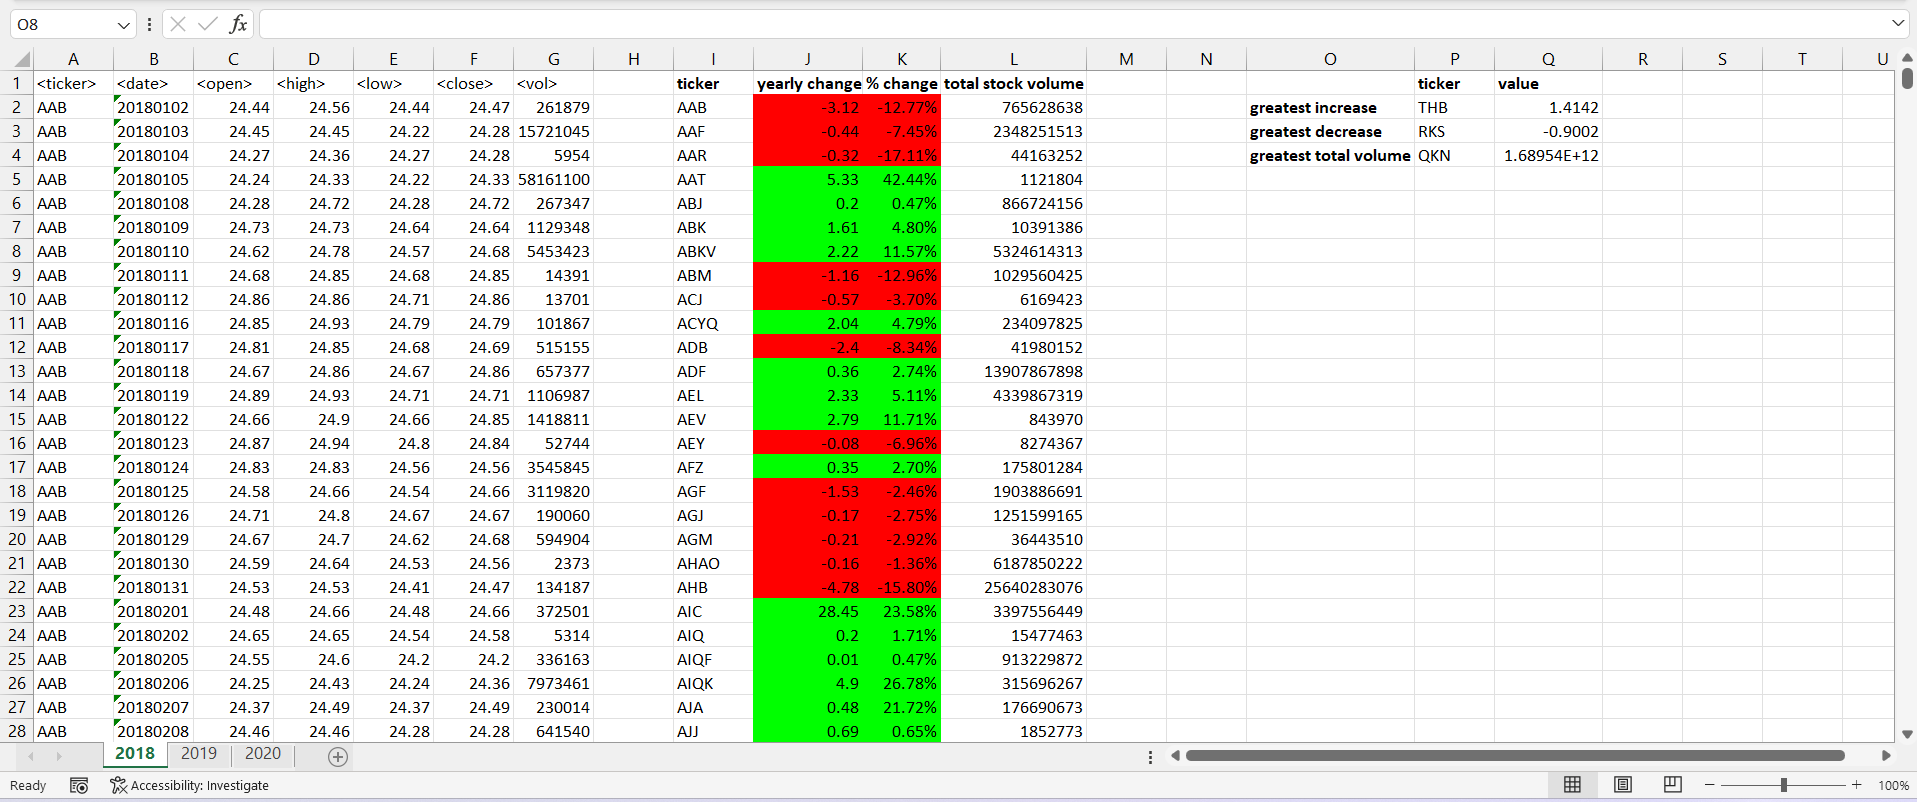 O8 fx
A B C D E F G H I J K L M N O P Q R S T U
1 <ticker> <date> <open> <high> <low> <close> <vol> ticker yearly change % change total stock volume ticker value
2 AAB 20180102 24.44 24.56 24.44 24.47 261879 AAB -3.12 -12.77% 765628638 greatest increase THB 1.4142
3 AAB 20180103 24.45 24.45 24.22 24.28 15721045 AAF -0.44 -7.45% 2348251513 greatest decrease RKS -0.9002
4 AAB 20180104 24.27 24.36 24.27 24.28 5954 AAR -0.32 -17.11% 44163252 greatest total volume QKN 1.68954E+12
5 AAB 20180105 24.24 24.33 24.22 24.33 58161100 AAT 5.33 42.44% 1121804
6 AAB 20180108 24.28 24.72 24.28 24.72 267347 ABJ 0.2 0.47% 866724156
7 AAB 20180109 24.73 24.73 24.64 24.64 1129348 ABK 1.61 4.80% 10391386
8 AAB 20180110 24.62 24.78 24.57 24.68 5453423 ABKV 2.22 11.57% 5324614313
9 AAB 20180111 24.68 24.85 24.68 24.85 14391 ABM -1.16 -12.96% 1029560425
10 AAB 20180112 24.86 24.86 24.71 24.86 13701 ACJ -0.57 -3.70% 6169423
11 AAB 20180116 24.85 24.93 24.79 24.79 101867 ACYQ 2.04 4.79% 234097825
12 AAB 20180117 24.81 24.85 24.68 24.69 515155 ADB -2.4 -8.34% 41980152
13 AAB 20180118 24.67 24.86 24.67 24.86 657377 ADF 0.36 2.74% 13907867898
14 AAB 20180119 24.89 24.93 24.71 24.71 1106987 AEL 2.33 5.11% 4339867319
15 AAB 20180122 24.66 24.9 24.66 24.85 1418811 AEV 2.79 11.71% 843970
16 AAB 20180123 24.87 24.94 24.8 24.84 52744 AEY -0.08 -6.96% 8274367
17 AAB 20180124 24.83 24.83 24.56 24.56 3545845 AFZ 0.35 2.70% 175801284
18 AAB 20180125 24.58 24.66 24.54 24.66 3119820 AGF -1.53 -2.46% 1903886691
19 AAB 20180126 24.71 24.8 24.67 24.67 190060 AGJ -0.17 -2.75% 1251599165
20 AAB 20180129 24.67 24.7 24.62 24.68 594904 AGM -0.21 -2.92% 36443510
21 AAB 20180130 24.59 24.64 24.53 24.56 2373 AHAO -0.16 -1.36% 6187850222
22 AAB 20180131 24.53 24.53 24.41 24.47 134187 AHB -4.78 -15.80% 25640283076
23 AAB 20180201 24.48 24.66 24.48 24.66 372501 AIC 28.45 23.58% 3397556449
24 AAB 20180202 24.65 24.65 24.54 24.58 5314 AIQ 0.2 1.71% 15477463
25 AAB 20180205 24.55 24.6 24.2 24.2 336163 AIQF 0.01 0.47% 913229872
26 AAB 20180206 24.25 24.43 24.24 24.36 7973461 AIQK 4.9 26.78% 315696267
27 AAB 20180207 24.37 24.49 24.37 24.49 230014 AJA 0.48 21.72% 176690673
28 AAB 20180208 24.46 24.46 24.28 24.28 641540 AJJ 0.69 0.65% 1852773
2018 2019 2020
Ready Accessibility: Investigate 100%